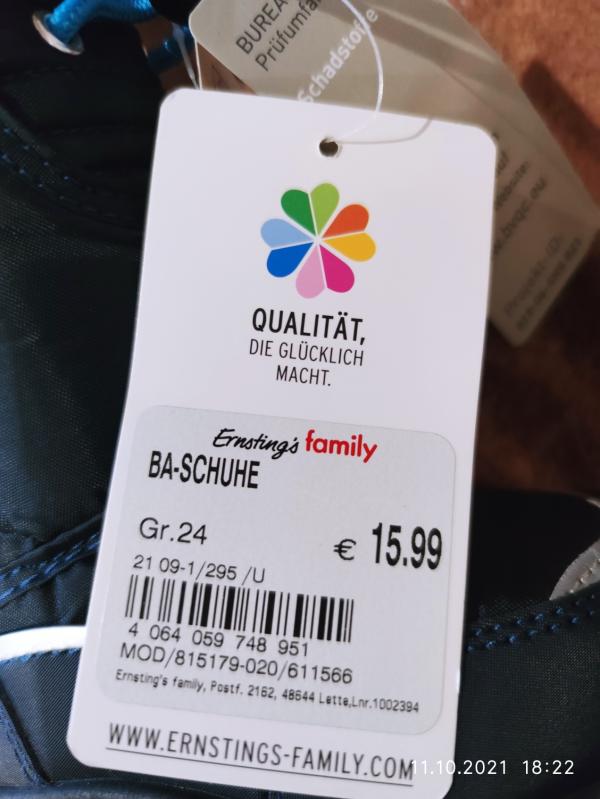 BUREA
Prüfumfa
Schadstoffe
QUALITÄT,
DIE GLÜCKLICH
MACHT.
Ernsting's family
BA-SCHUHE
Gr.24
€ 15.99
21 09-1/295 /U
4 064 059 748 951
MOD/815179-020/611566
Ernsting's family, Postf. 2162, 48644 Lette,Lnr.1002394
WWW.ERNSTINGS-FAMILY.COM
11.10.2021 18:22